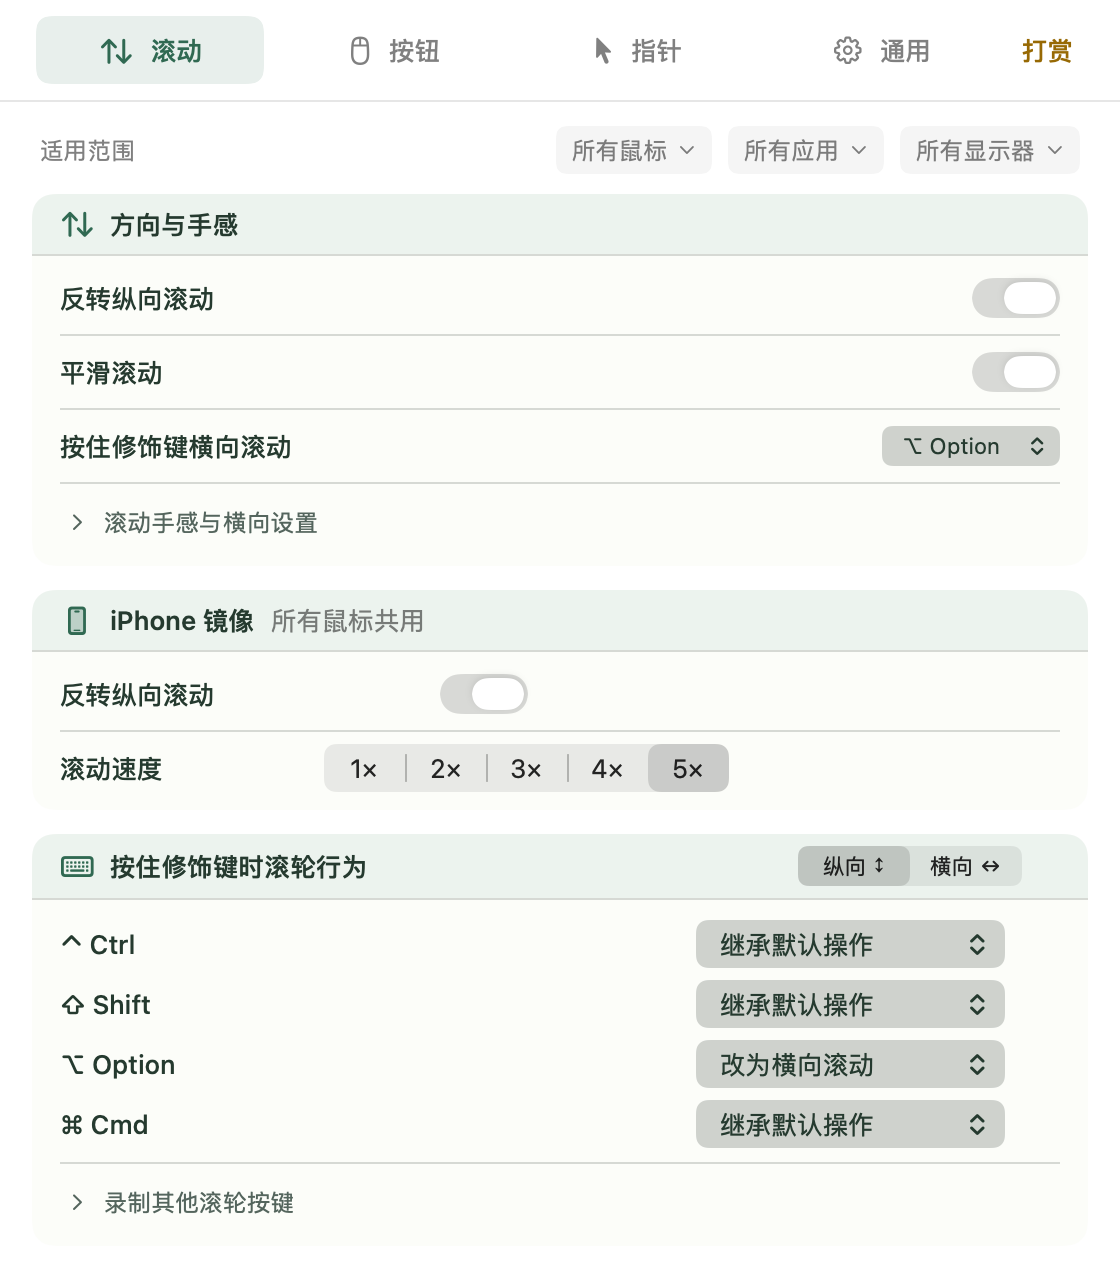 滚动 按钮 指针 通用 打赏
适用范围 所有鼠标 所有应用 所有显示器
方向与手感
反转纵向滚动
平滑滚动
按住修饰键横向滚动 ⌥ Option
滚动手感与横向设置
iPhone 镜像 所有鼠标共用
反转纵向滚动
滚动速度 1× 2× 3× 4× 5×
按住修饰键时滚轮行为 纵向 ↕ 横向 ↔
^ Ctrl 继承默认操作
⇧ Shift 继承默认操作
⌥ Option 改为横向滚动
⌘ Cmd 继承默认操作
录制其他滚轮按键